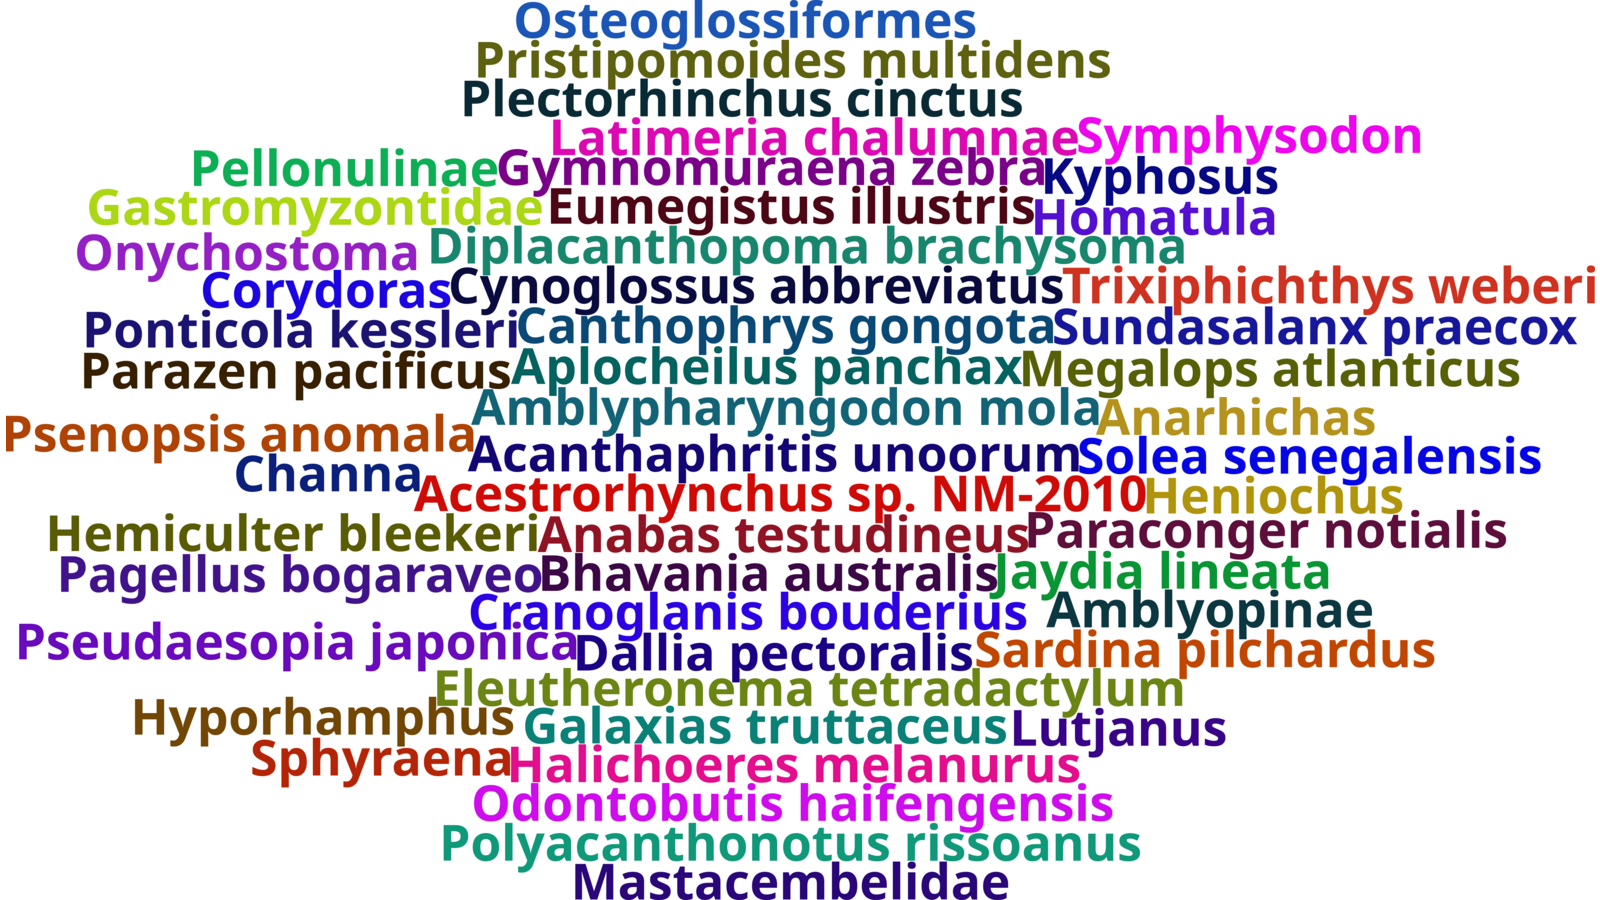 Osteoglossiformes
Pristipomoides multidens
Plectorhinchus cinctus
Latimeria chalumnae Symphysodon
Pellonulinae Gymnomuraena zebra Kyphosus
Gastromyzontidae Eumegistus illustris Homatula
Onychostoma Diplacanthopoma brachysoma
Corydoras Cynoglossus abbreviatus Trixiphichthys weberi
Ponticola kessleri Canthophrys gongota Sundasalanx praecox
Parazen pacificus Aplocheilus panchax Megalops atlanticus
Amblypharyngodon mola Anarhichas
Psenopsis anomala Acanthaphritis unoorum Solea senegalensis
Channa Acestrorhynchus sp. NM-2010 Heniochus
Hemiculter bleekeri Anabas testudineus Paraconger notialis
Pagellus bogaraveo Bhavania australis Jaydia lineata
Cranoglanis bouderius Amblyopinae
Pseudaesopia japonica Dallia pectoralis Sardina pilchardus
Eleutheronema tetradactylum
Hyporhamphus Galaxias truttaceus Lutjanus
Sphyraena Halichoeres melanurus
Odontobutis haifengensis
Polyacanthonotus rissoanus
Mastacembelidae